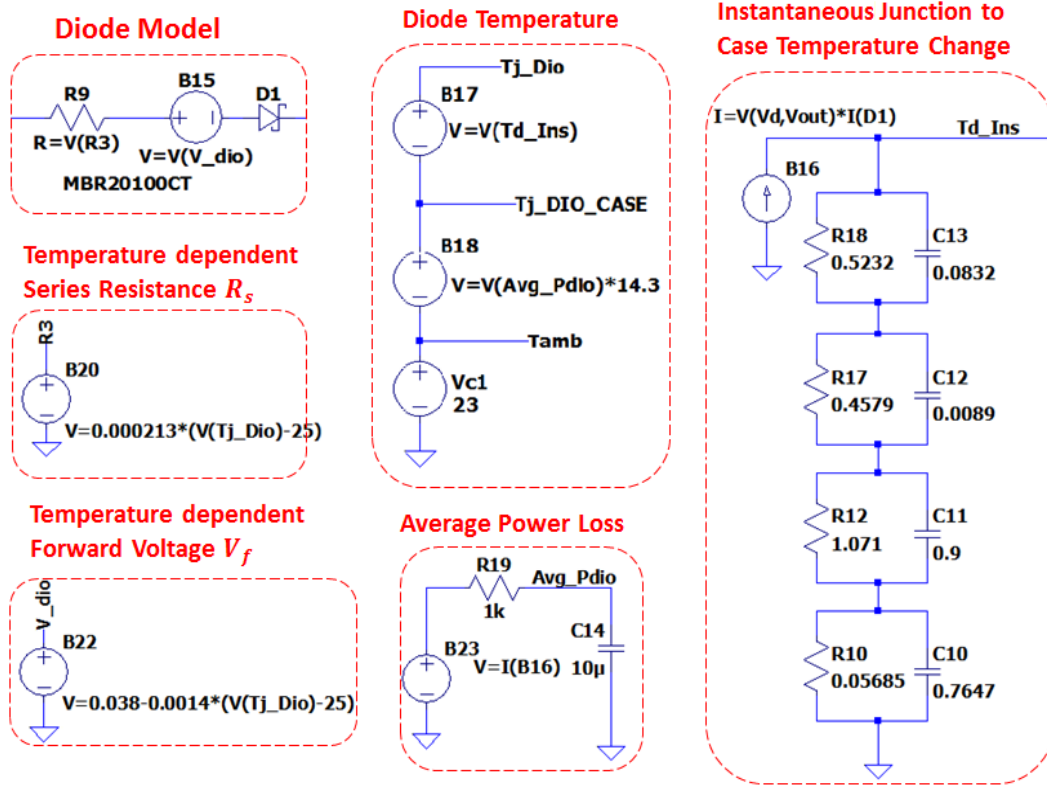 Diode Model
R9
B15
D1
R=V(R3)
V=V(V_dio)
MBR20100CT
Temperature dependent
Series Resistance R_s
R3
B20
V=0.000213*(V(Tj_Dio)-25)
Temperature dependent
Forward Voltage V_f
V_dio
B22
V=0.038-0.0014*(V(Tj_Dio)-25)
Diode Temperature
Tj_Dio
B17
V=V(Td_Ins)
Tj_DIO_CASE
B18
V=V(Avg_Pdio)*14.3
Tamb
Vc1
23
Average Power Loss
R19
Avg_Pdio
1k
C14
B23
V=I(B16)
10µ
Instantaneous Junction to
Case Temperature Change
I=V(Vd,Vout)*I(D1)
Td_Ins
B16
R18
0.5232
C13
0.0832
R17
0.4579
C12
0.0089
R12
1.071
C11
0.9
R10
0.05685
C10
0.7647